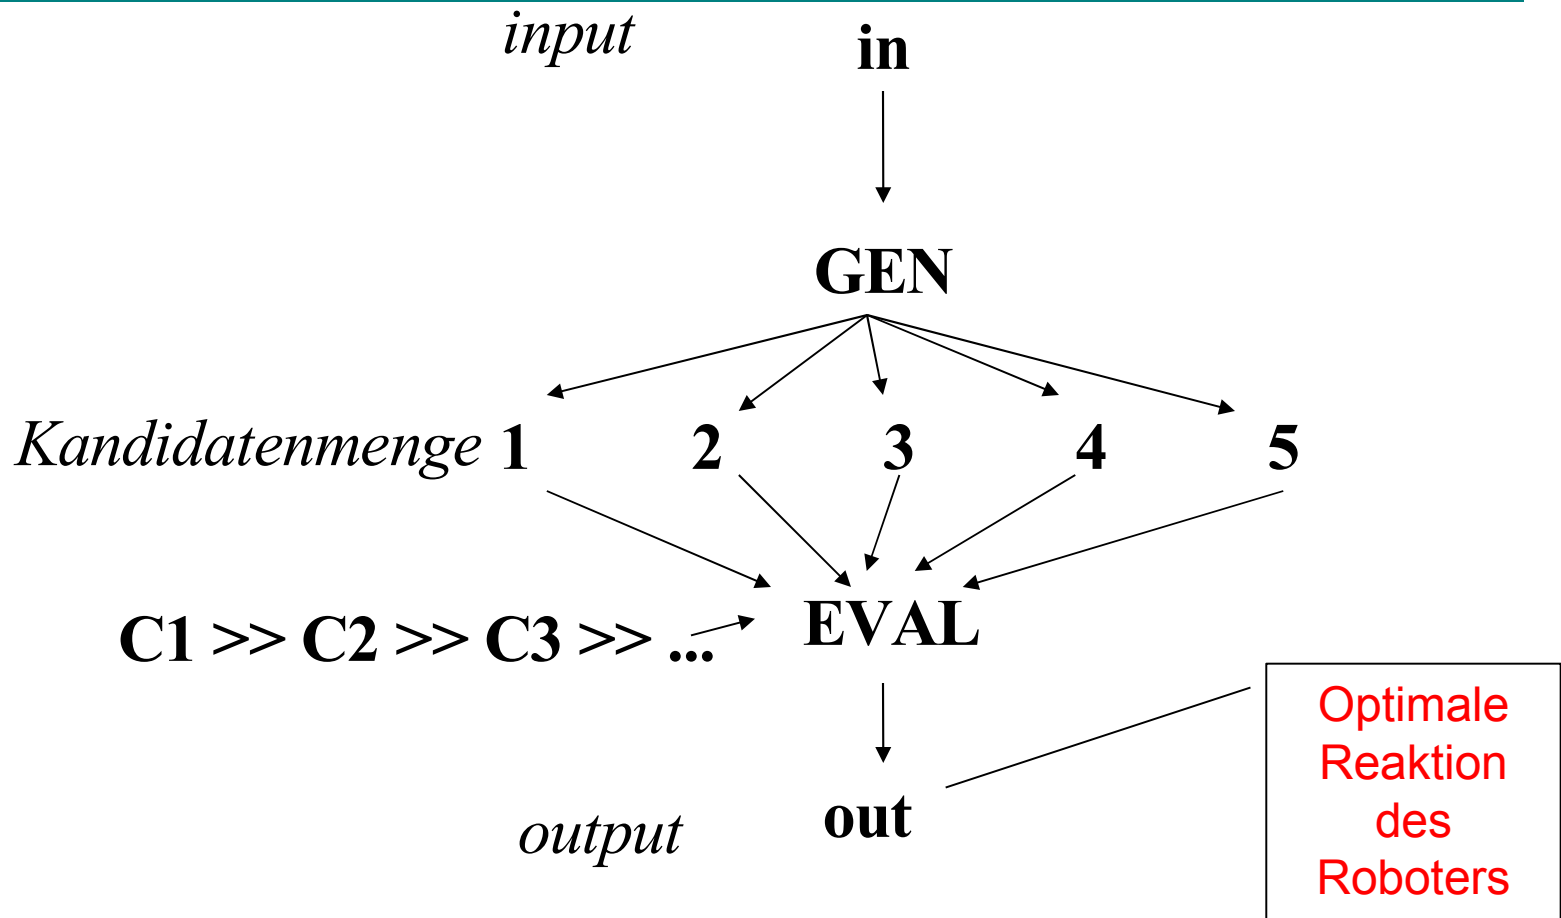 input in
GEN
Kandidatenmenge 1 2 3 4 5
C1 >> C2 >> C3 >> ... EVAL
output out
Optimale
Reaktion
des
Roboters